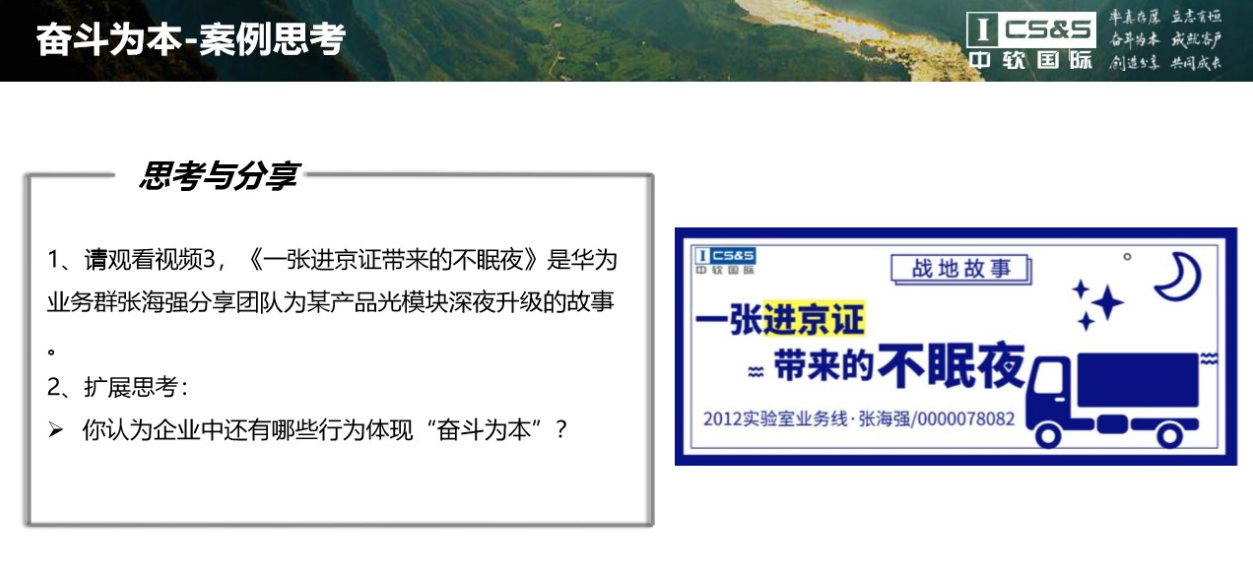 奋斗为本-案例思考
I CS&S
中软国际
率真在厚 立志有恒
奋斗为本 成就客户
创造分享 共同成长
思考与分享
1、请观看视频3，《一张进京证带来的不眠夜》是华为
业务群张海强分享团队为某产品光模块深夜升级的故事
。
2、扩展思考：
➢ 你认为企业中还有哪些行为体现“奋斗为本”？
I CS&S
中软国际
战地故事
一张进京证
带来的不眠夜
2012实验室业务线·张海强/0000078082